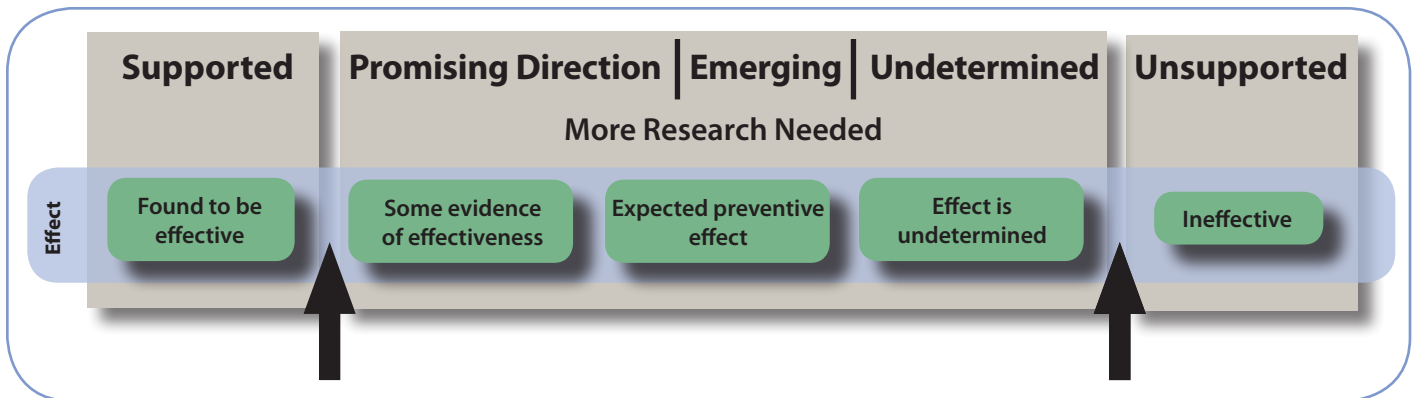 Supported
Promising Direction
Emerging
Undetermined
Unsupported
More Research Needed
Effect
Found to be
effective
Some evidence
of effectiveness
Expected preventive
effect
Effect is
undetermined
Ineffective